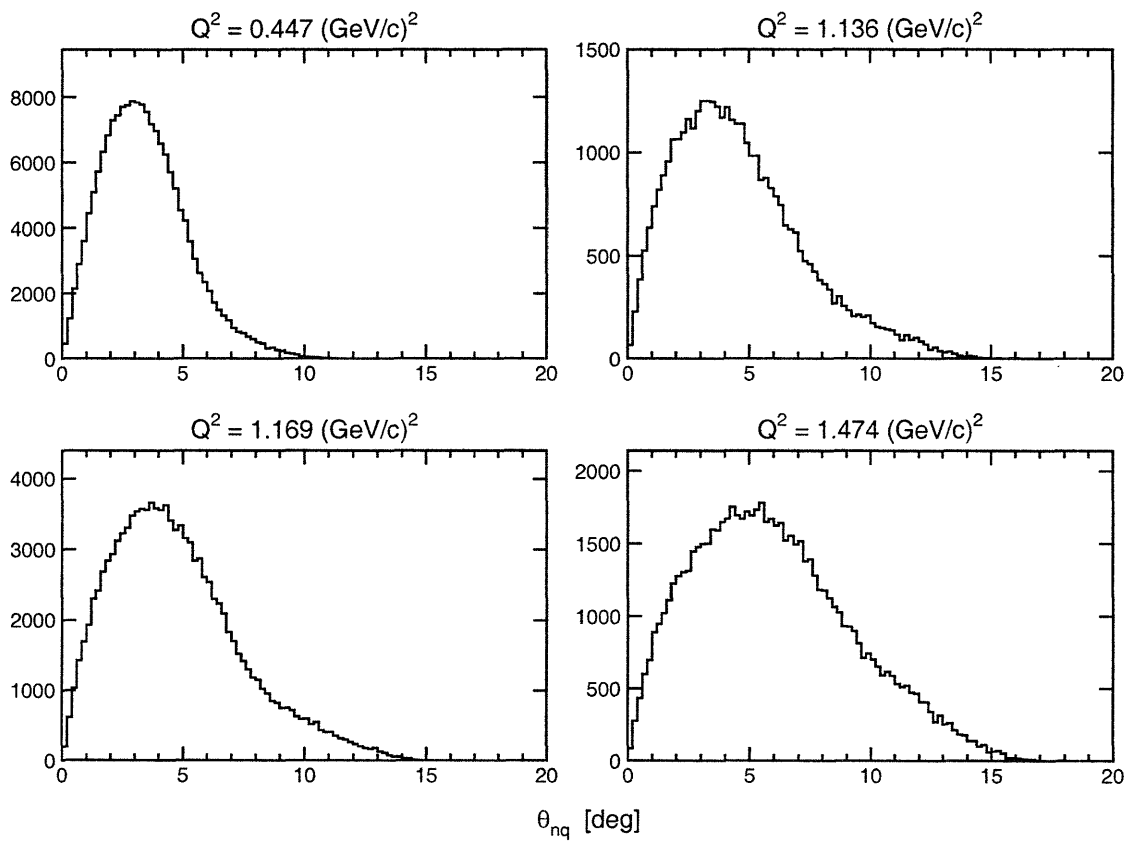 Q² = 0.447 (GeV/c)²
8000
6000
4000
2000
0
0 5 10 15 20
Q² = 1.136 (GeV/c)²
1500
1000
500
0
0 5 10 15 20
Q² = 1.169 (GeV/c)²
4000
3000
2000
1000
0
0 5 10 15 20
Q² = 1.474 (GeV/c)²
2000
1500
1000
500
0
0 5 10 15 20
θnq [deg]